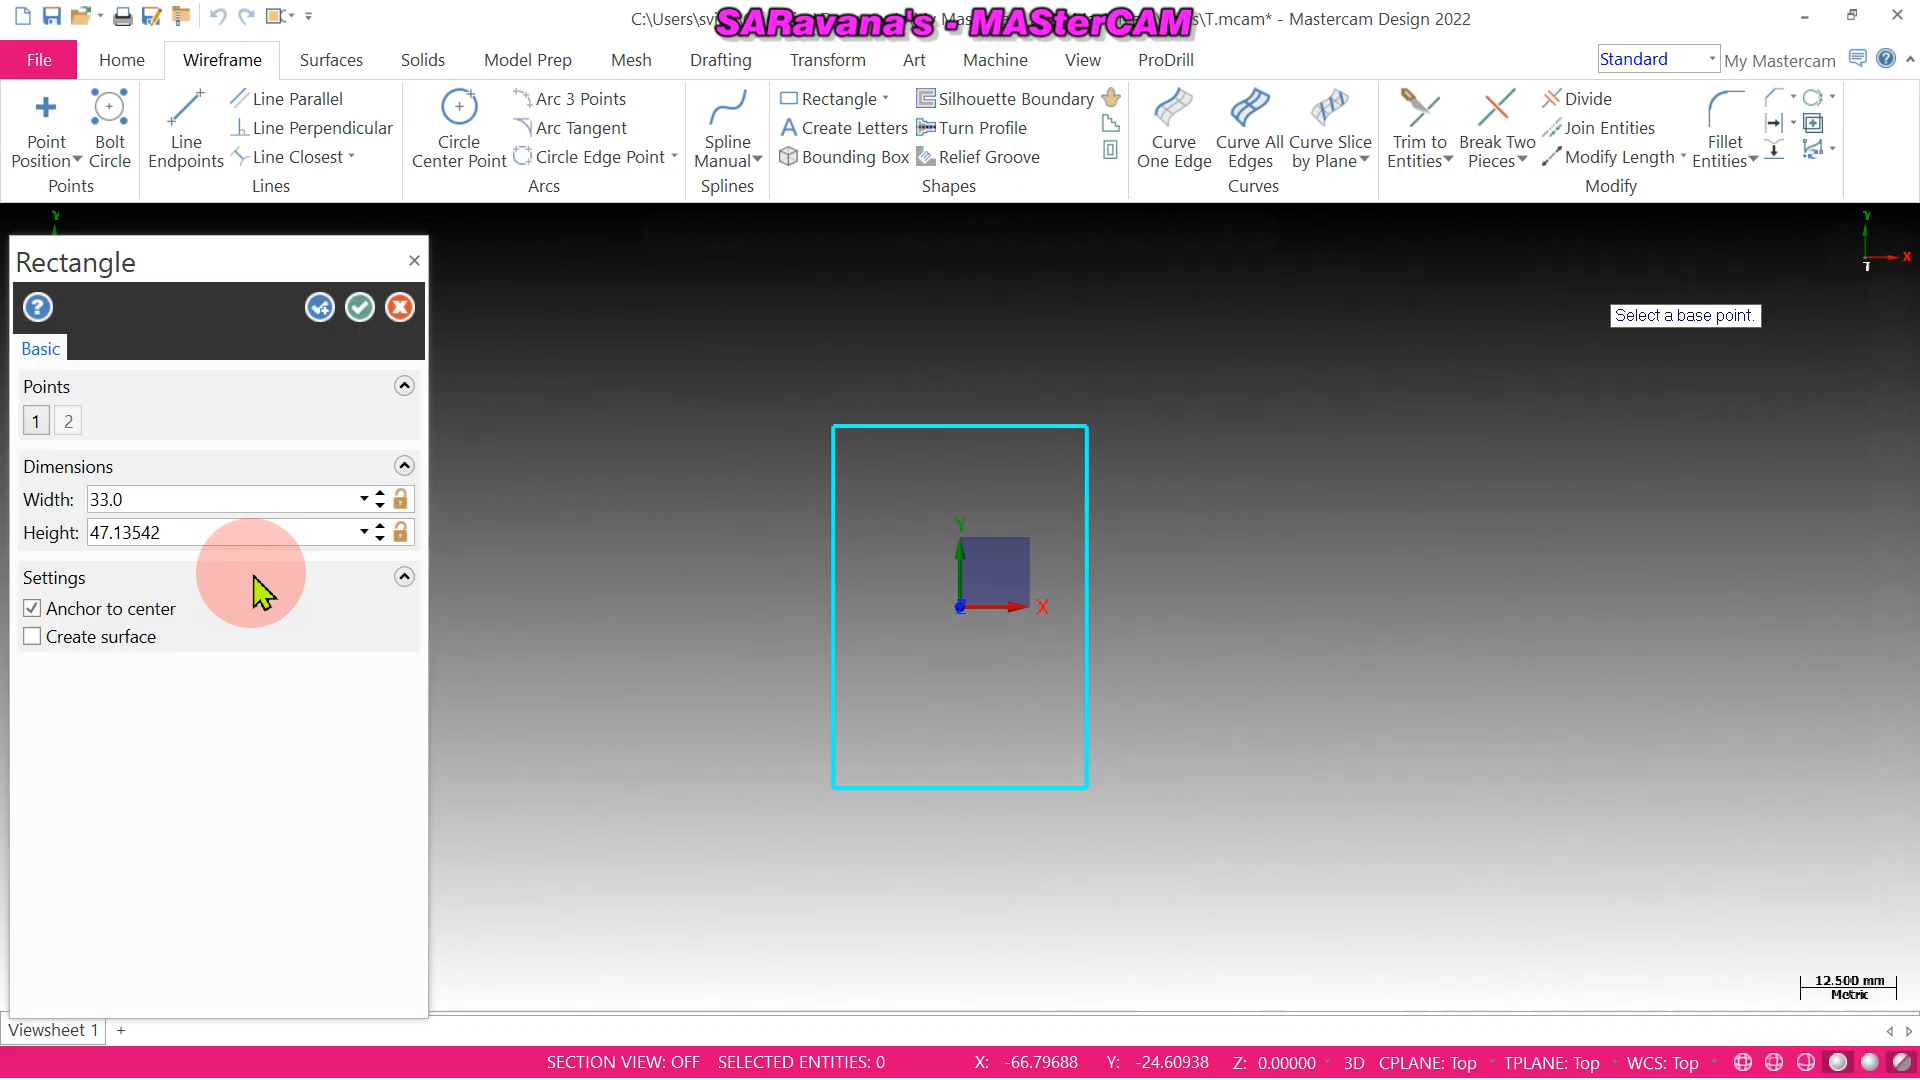 C:\Users\sv
SARavana's - MASterCAM
s\T.mcam* - Mastercam Design 2022
File Home Wireframe Surfaces Solids Model Prep Mesh Drafting Transform Art Machine View ProDrill
Standard My Mastercam
Point Position
Bolt Circle
Points
Line Endpoints
Line Parallel
Line Perpendicular
Line Closest
Lines
Circle Center Point
Arc 3 Points
Arc Tangent
Circle Edge Point
Arcs
Spline Manual
Splines
Rectangle
Create Letters
Bounding Box
Silhouette Boundary
Turn Profile
Relief Groove
Shapes
Curve One Edge
Curve All Edges
Curve Slice by Plane
Curves
Trim to Entities
Break Two Pieces
Divide
Join Entities
Modify Length
Fillet Entities
Modify
Rectangle
Basic
Points
1 2
Dimensions
Width: 33.0
Height: 47.13542
Settings
Anchor to center
Create surface
Y
X
Z
Y
X
T
Select a base point.
12.500 mm
Metric
Viewsheet 1 +
SECTION VIEW: OFF SELECTED ENTITIES: 0 X: -66.79688 Y: -24.60938 Z: 0.00000 3D CPLANE: Top TPLANE: Top WCS: Top